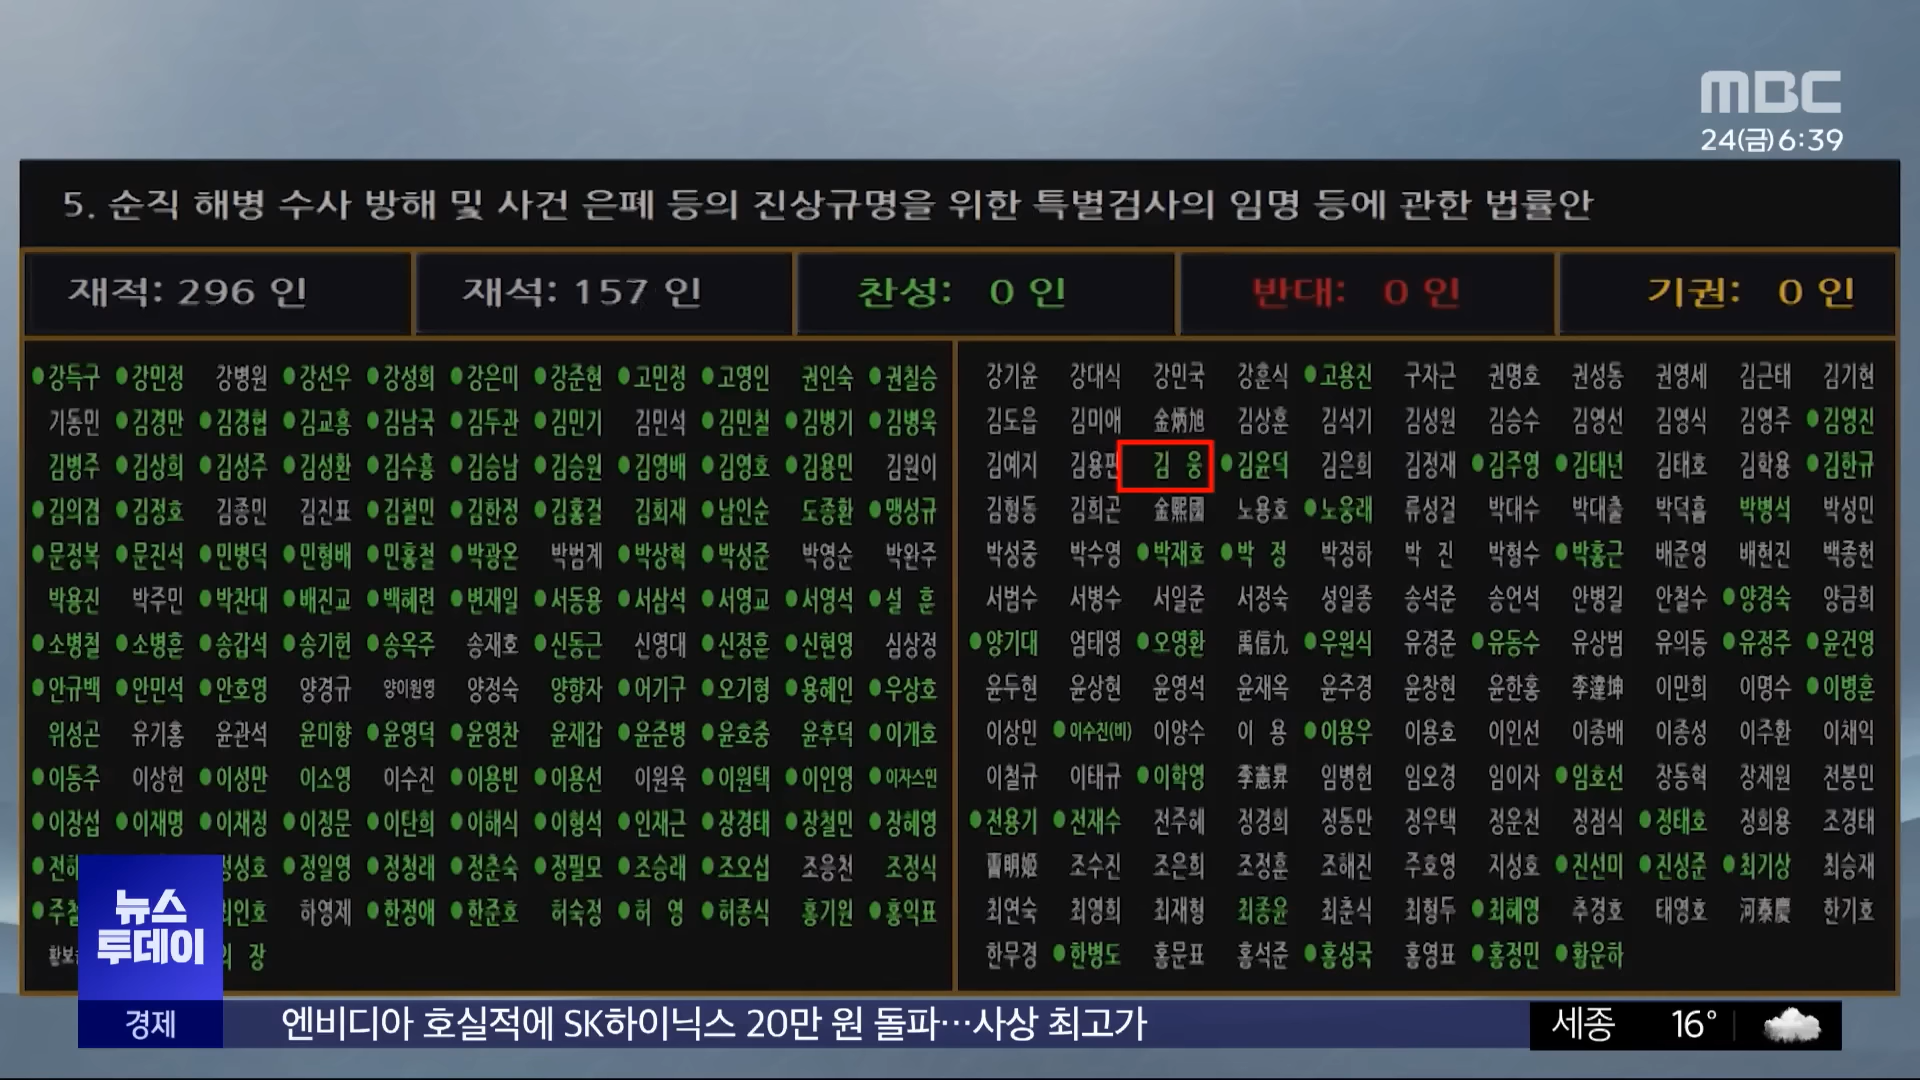 MBC
24(금)6:39
5. 순직 해병 수사 방해 및 사건 은폐 등의 진상규명을 위한 특별검사의 임명 등에 관한 법률안
재적: 296 인 재석: 157 인 찬성: 0 인 반대: 0 인 기권: 0 인
강득구 강민정 강병원 강선우 강성희 강은미 강준현 고민정 고영인 권인숙 권칠승
기동민 김경만 김경협 김교흥 김남국 김두관 김민기 김민석 김민철 김병기 김병욱
김병주 김상희 김성주 김성환 김수흥 김승남 김승원 김영배 김영호 김용민 김원이
김의겸 김정호 김종민 김진표 김철민 김한정 김홍걸 김회재 남인순 도종환 맹성규
문정복 문진석 민병덕 민형배 민홍철 박광온 박범계 박상혁 박성준 박영순 박완주
박용진 박주민 박찬대 배진교 백혜련 변재일 서동용 서삼석 서영교 서영석 설 훈
소병철 소병훈 송갑석 송기헌 송옥주 송재호 신동근 신영대 신정훈 신현영 심상정
안규백 안민석 안호영 양경규 양이원영 양정숙 양향자 어기구 오기형 용혜인 우상호
위성곤 유기홍 윤관석 윤미향 윤영덕 윤영찬 윤재갑 윤준병 윤호중 윤후덕 이개호
이동주 이상헌 이성만 이소영 이수진 이용빈 이용선 이원욱 이원택 이인영 이자스민
이장섭 이재명 이재정 이정문 이탄희 이해식 이형석 인재근 장경태 장철민 장혜영
전해 정성호 정일영 정청래 정춘숙 정필모 조승래 조오섭 조응천 조정식
주철 최인호 하영제 한정애 한준호 허숙정 허 영 허종식 홍기원 홍익표
황보 의 장
강기윤 강대식 강민국 강훈식 고용진 구자근 권명호 권성동 권영세 김근태 김기현
김도읍 김미애 金炳旭 김상훈 김석기 김성원 김승수 김영선 김영식 김영주 김영진
김예지 김용판 김 웅 김윤덕 김은희 김정재 김주영 김태년 김태호 김학용 김한규
김형동 김희곤 金熙國 노용호 노웅래 류성걸 박대수 박대출 박덕흠 박병석 박성민
박성중 박수영 박재호 박 정 박정하 박 진 박형수 박홍근 배준영 배현진 백종헌
서범수 서병수 서일준 서정숙 성일종 송석준 송언석 안병길 안철수 양경숙 양금희
양기대 엄태영 오영환 禹信九 우원식 유경준 유동수 유상범 유의동 유정주 윤건영
윤두현 윤상현 윤영석 윤재옥 윤주경 윤창현 윤한홍 李達坤 이만희 이명수 이병훈
이상민 이수진(비) 이양수 이 용 이용우 이용호 이인선 이종배 이종성 이주환 이채익
이철규 이태규 이학영 李憲昇 임병헌 임오경 임이자 임호선 장동혁 장제원 전봉민
전용기 전재수 전주혜 정경희 정동만 정우택 정운천 정점식 정태호 정희용 조경태
曺明姬 조수진 조은희 조정훈 조해진 주호영 지성호 진선미 진성준 최기상 최승재
최연숙 최영희 최재형 최종윤 최춘식 최형두 최혜영 추경호 태영호 河泰慶 한기호
한무경 한병도 홍문표 홍석준 홍성국 홍영표 홍정민 황운하
뉴스
투데이
경제 엔비디아 호실적에 SK하이닉스 20만 원 돌파…사상 최고가
세종 16°